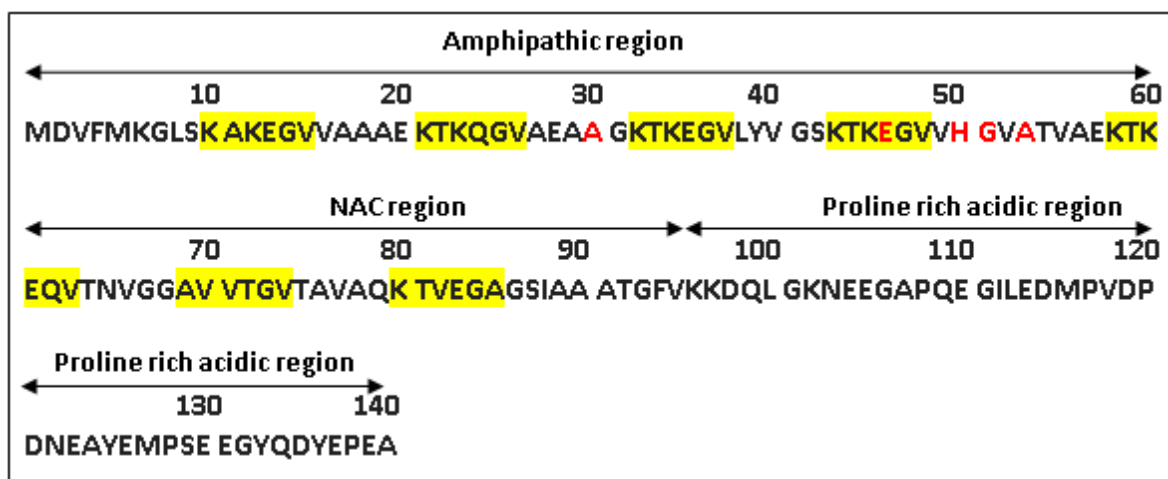 Amphipathic region
10 20 30 40 50 60
MDVFMKGLSK AKEGVVAAAE KTKQGVAEAA GKTKEGVLYV GSKTKEGVVH GVATVAEKTK
NAC region Proline rich acidic region
70 80 90 100 110 120
EQVTNVGGAV VTGVTAVAQK TVEGAGSIAA ATGFVKKDQL GKNEEGAPQE GILEDMPVDP
Proline rich acidic region
130 140
DNEAYEMPSE EGYQDYEPEA